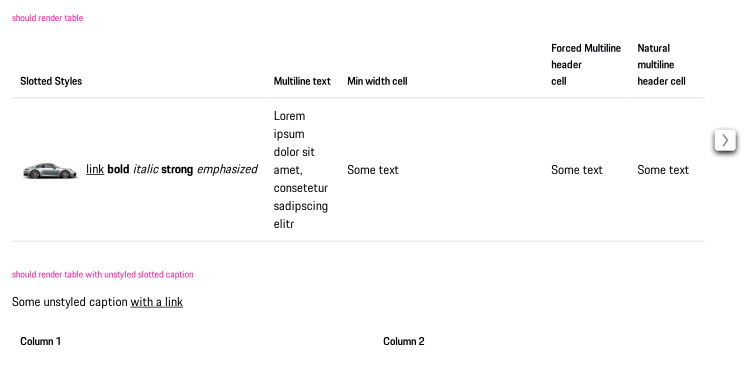 should render table
Slotted Styles
Multiline text
Min width cell
Forced Multiline
header
cell
Natural
multiline
header cell
link bold italic strong emphasized
Lorem
ipsum
dolor sit
amet,
consetetur
sadipscing
elitr
Some text
Some text
Some text
should render table with unstyled slotted caption
Some unstyled caption with a link
Column 1
Column 2